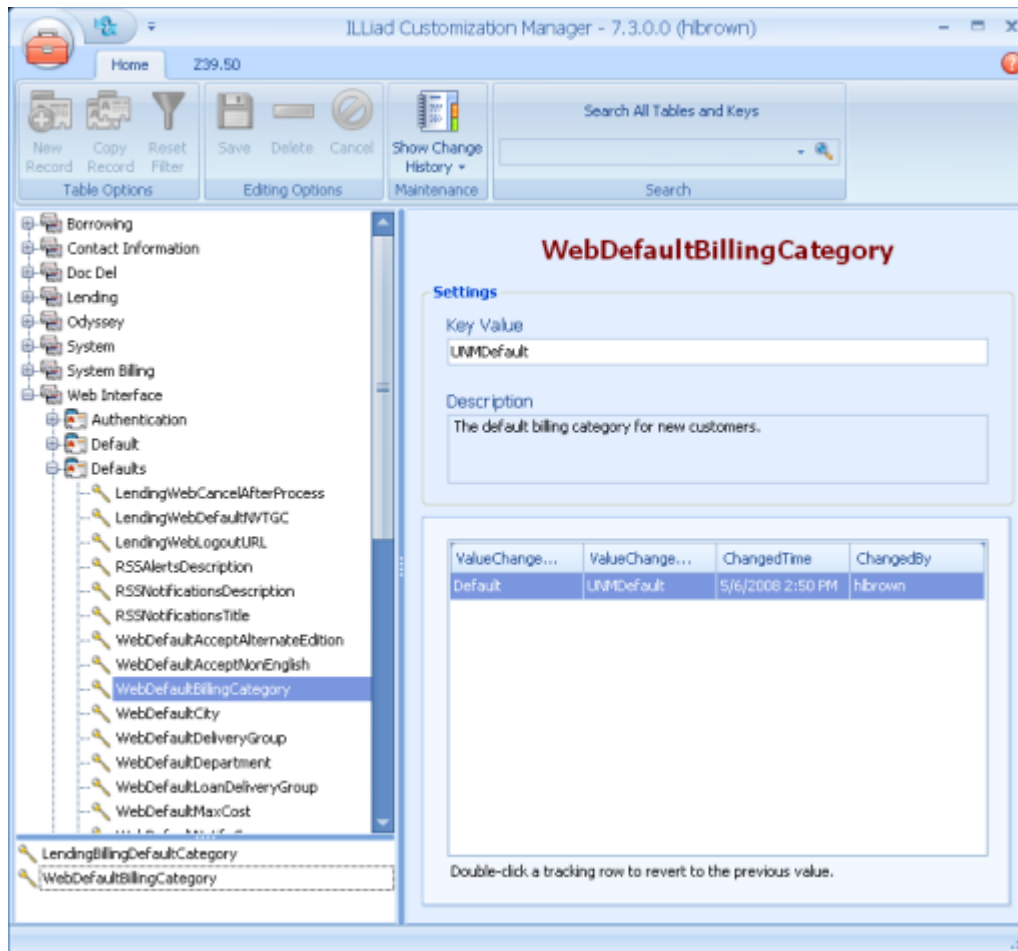 ILLiad Customization Manager - 7.3.0.0 (hlbrown)
Home Z39.50
New Record
Copy Record
Reset Filter
Table Options
Save Delete Cancel
Editing Options
Show Change History
Maintenance
Search All Tables and Keys
Search
Borrowing
Contact Information
Doc Del
Lending
Odyssey
System
System Billing
Web Interface
Authentication
Default
Defaults
LendingWebCancelAfterProcess
LendingWebDefaultNVTGC
LendingWebLogoutURL
RSSAlertsDescription
RSSNotificationsDescription
RSSNotificationsTitle
WebDefaultAcceptAlternateEdition
WebDefaultAcceptNonEnglish
WebDefaultBillingCategory
WebDefaultCity
WebDefaultDeliveryGroup
WebDefaultDepartment
WebDefaultLoanDeliveryGroup
WebDefaultMaxCost
LendingBillingDefaultCategory
WebDefaultBillingCategory
WebDefaultBillingCategory
Settings
Key Value
UNMDefault
Description
The default billing category for new customers.
ValueChange... ValueChange... ChangedTime ChangedBy
Default UNMDefault 5/6/2008 2:50 PM hlbrown
Double-click a tracking row to revert to the previous value.